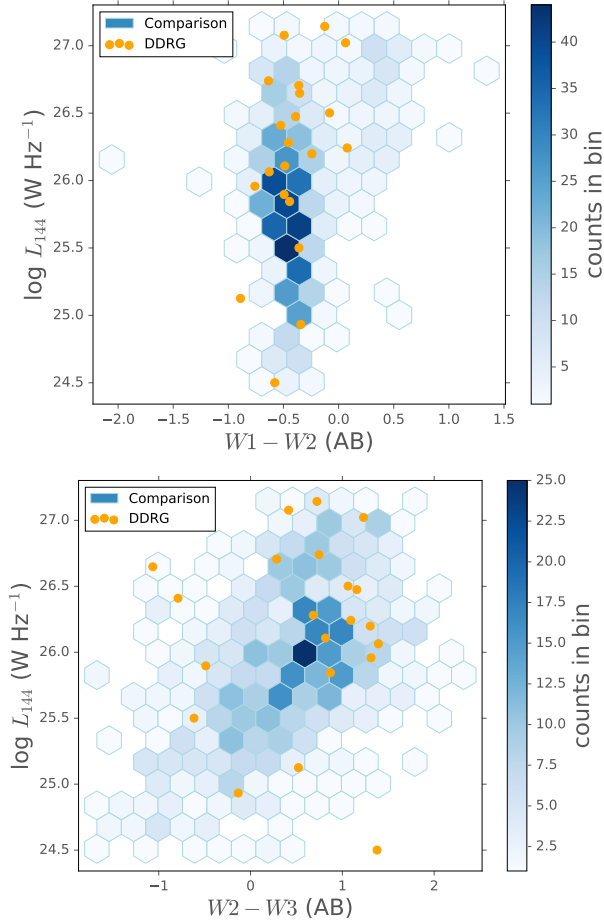 Comparison
DDRG
27.0
26.5
26.0
25.5
25.0
24.5
log L₁₄₄ (W Hz⁻¹)
−2.0 −1.5 −1.0 −0.5 0.0 0.5 1.0 1.5
W1 − W2 (AB)
40
35
30
25
20
15
10
5
counts in bin
Comparison
DDRG
27.0
26.5
26.0
25.5
25.0
24.5
log L₁₄₄ (W Hz⁻¹)
−1 0 1 2
W2 − W3 (AB)
25.0
22.5
20.0
17.5
15.0
12.5
10.0
7.5
5.0
2.5
counts in bin